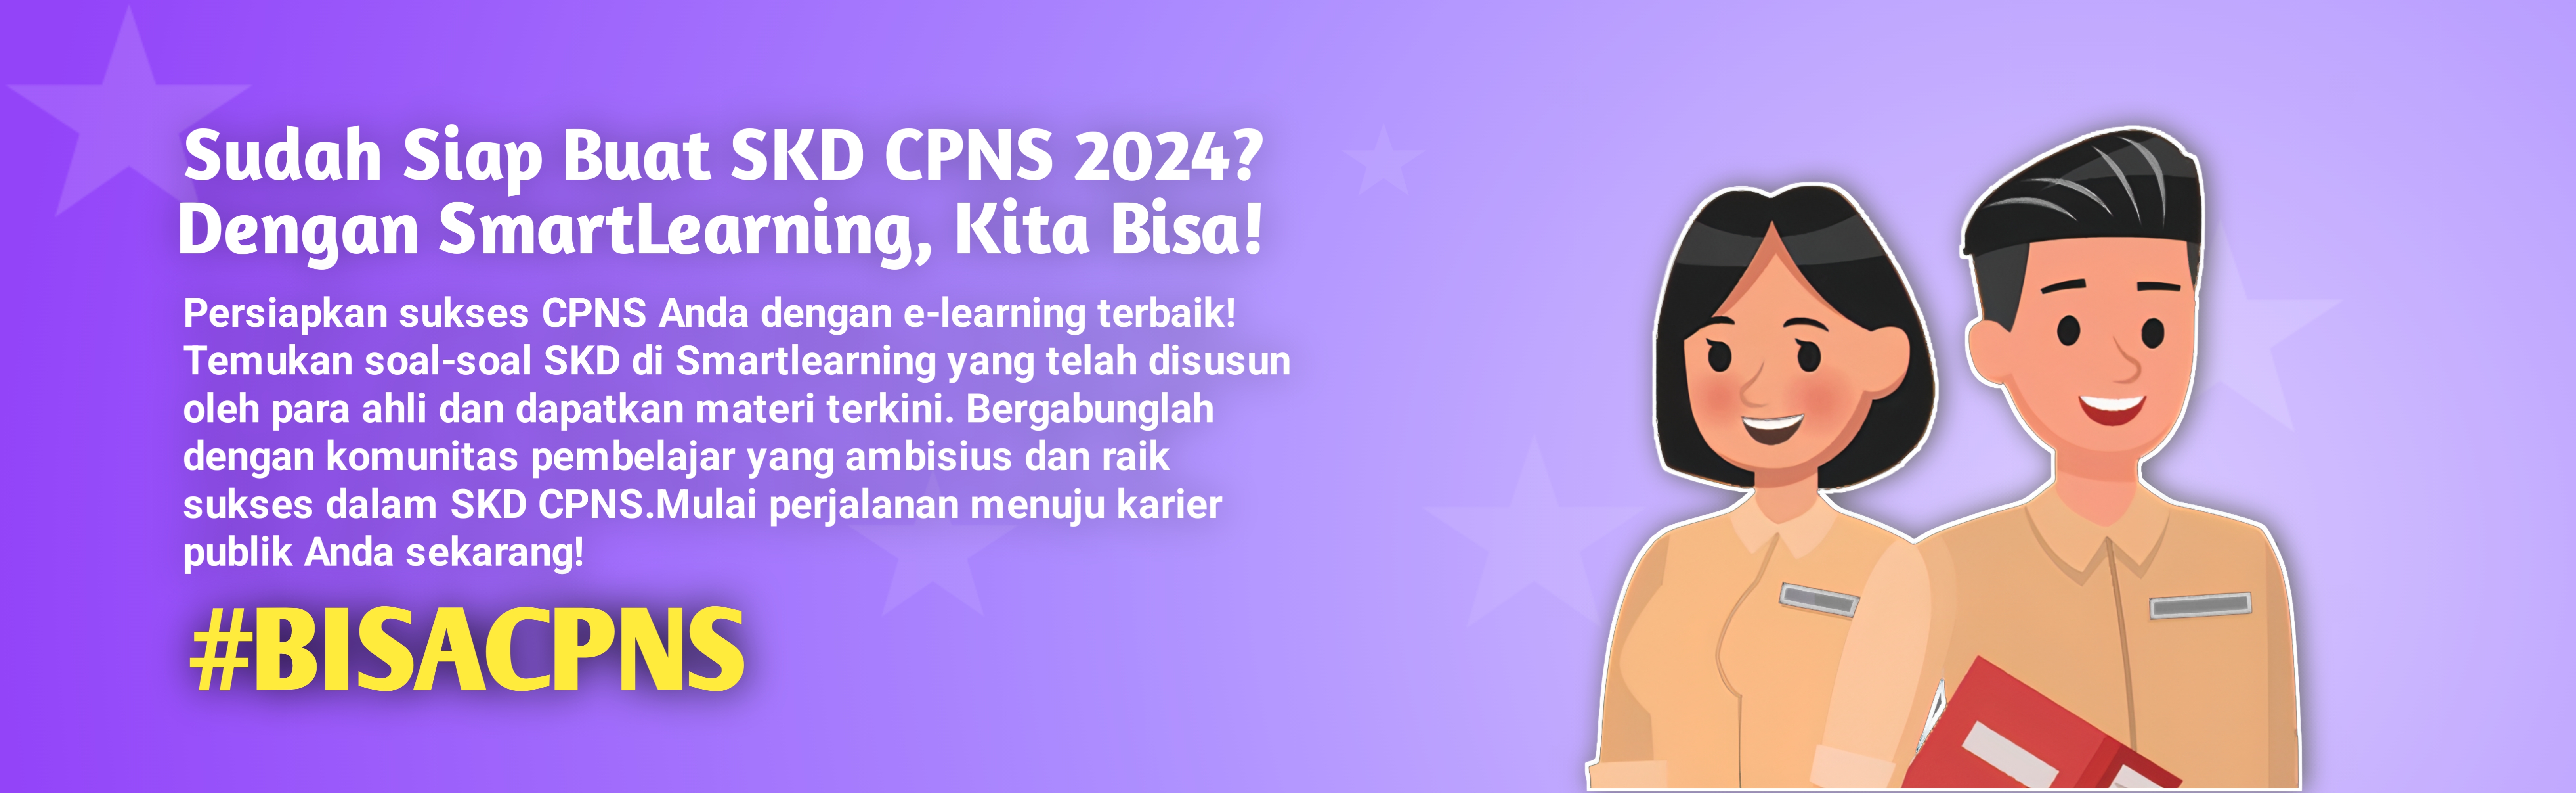 Sudah Siap Buat SKD CPNS 2024?
Dengan SmartLearning, Kita Bisa!
Persiapkan sukses CPNS Anda dengan e-learning terbaik!
Temukan soal-soal SKD di Smartlearning yang telah disusun
oleh para ahli dan dapatkan materi terkini. Bergabunglah
dengan komunitas pembelajar yang ambisius dan raik
sukses dalam SKD CPNS.Mulai perjalanan menuju karier
publik Anda sekarang!
#BISACPNS